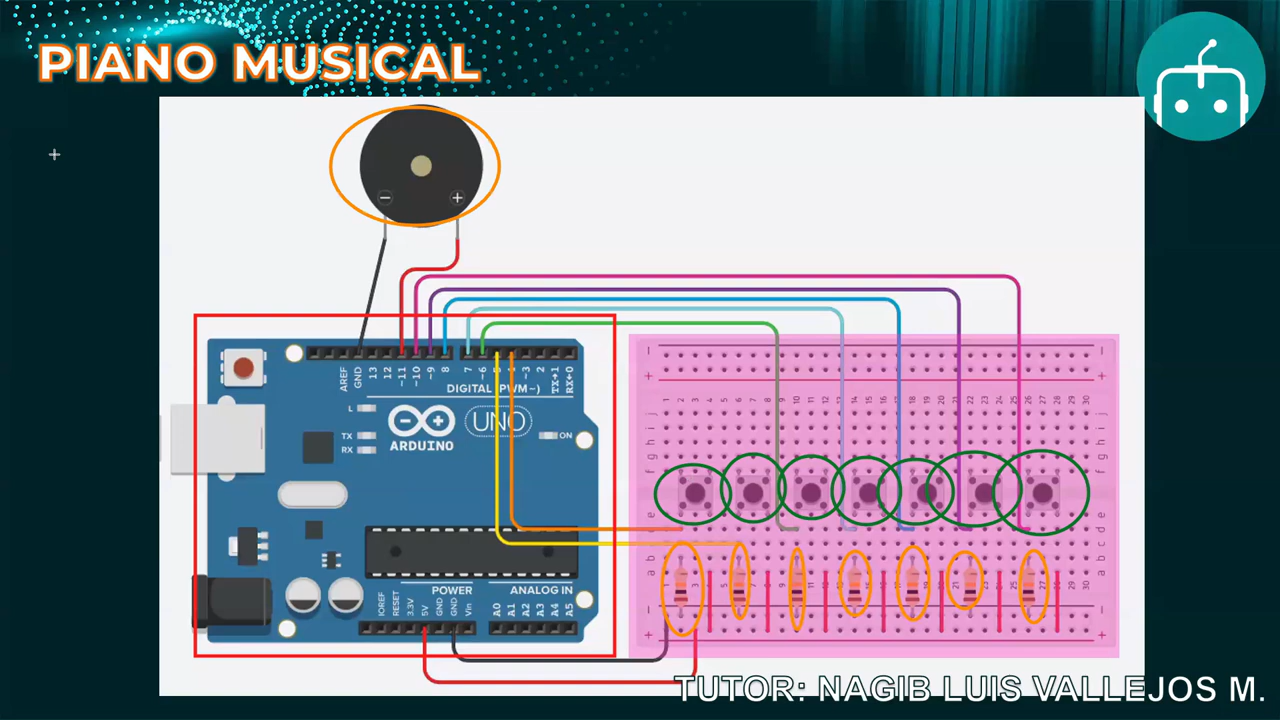 PIANO MUSICAL
− +
AREF
GND
13
12
~11
~10
~9
8
7
~6
~3
2
TX→1
RX←0
DIGITAL (PWM~)
L
TX
RX
ARDUINO
UNO
ON
POWER
ANALOG IN
IOREF
RESET
3.3V
5V
GND
GND
Vin
A0
A1
A2
A3
A4
A5
TUTOR: NAGIB LUIS VALLEJOS M.